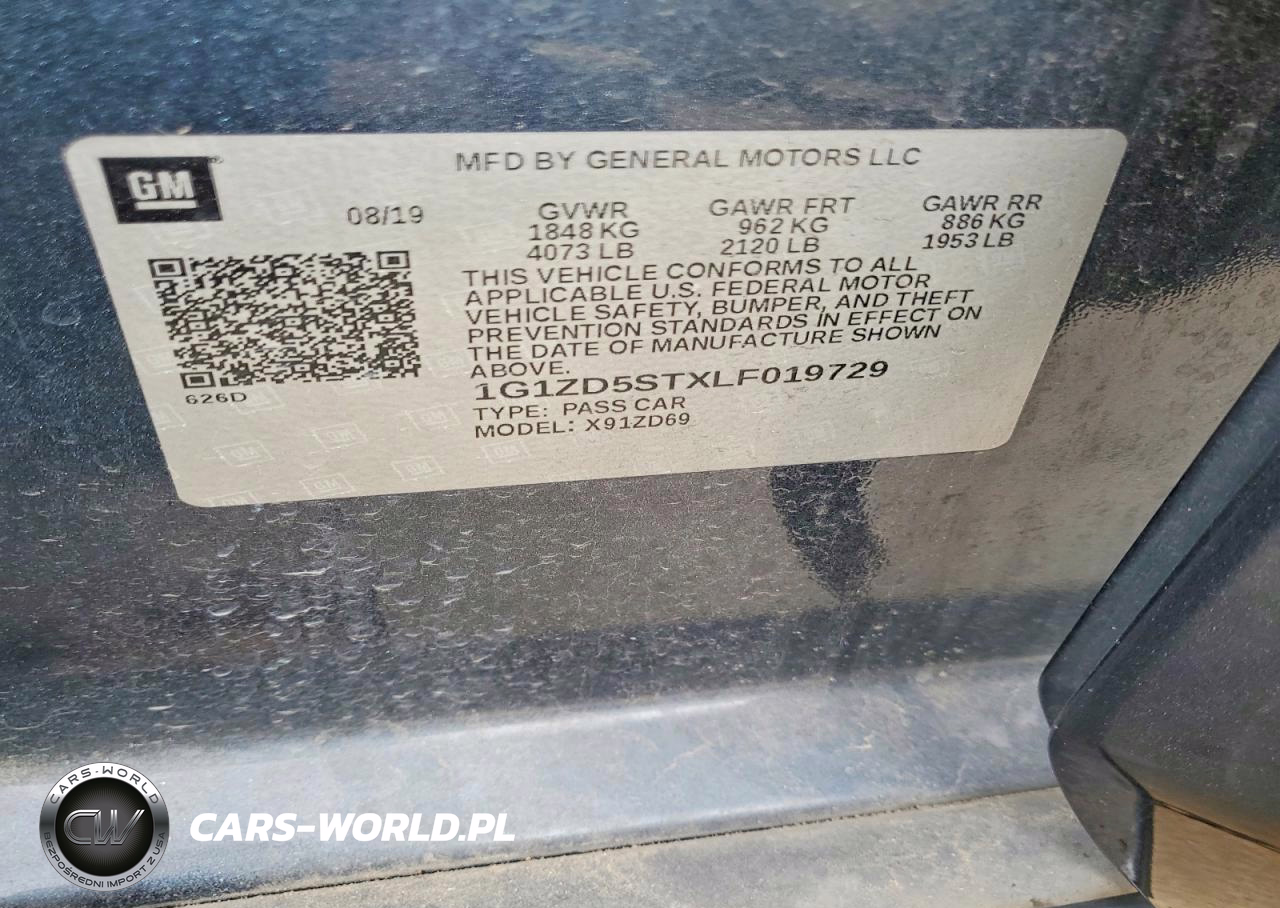 GM
MFD BY GENERAL MOTORS LLC
08/19
GVWR
1848 KG
4073 LB
GAWR FRT
962 KG
2120 LB
GAWR RR
886 KG
1953 LB
THIS VEHICLE CONFORMS TO ALL
APPLICABLE U.S. FEDERAL MOTOR
VEHICLE SAFETY, BUMPER, AND THEFT
PREVENTION STANDARDS IN EFFECT ON
THE DATE OF MANUFACTURE SHOWN
ABOVE.
1G1ZD5STXLF019729
TYPE: PASS CAR
MODEL: X91ZD69
626D
CARS-WORLD
CW
BEZPOŚREDNI IMPORT Z USA
CARS-WORLD.PL